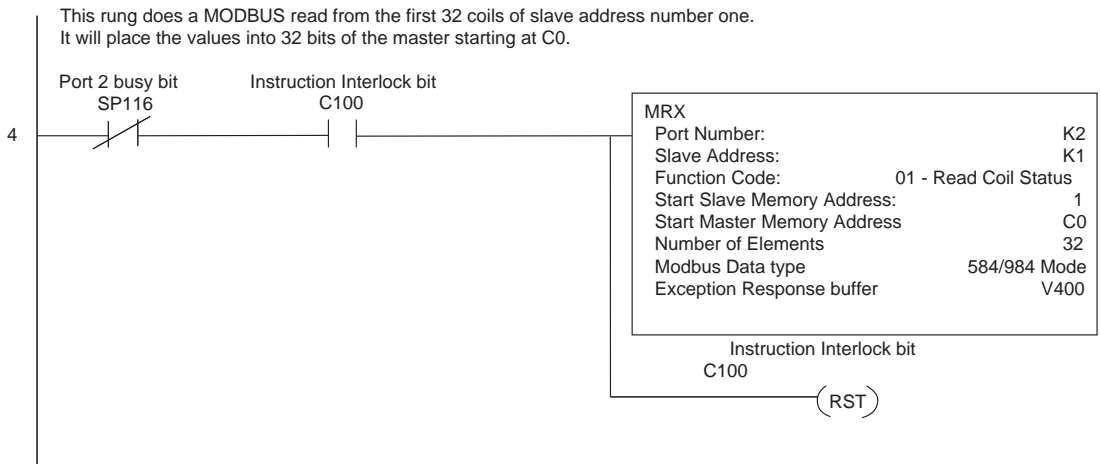 This rung does a MODBUS read from the first 32 coils of slave address number one.
It will place the values into 32 bits of the master starting at C0.
Port 2 busy bit Instruction Interlock bit
SP116 C100
4
MRX
Port Number: K2
Slave Address: K1
Function Code: 01 - Read Coil Status
Start Slave Memory Address: 1
Start Master Memory Address C0
Number of Elements 32
Modbus Data type 584/984 Mode
Exception Response buffer V400
Instruction Interlock bit
C100
RST